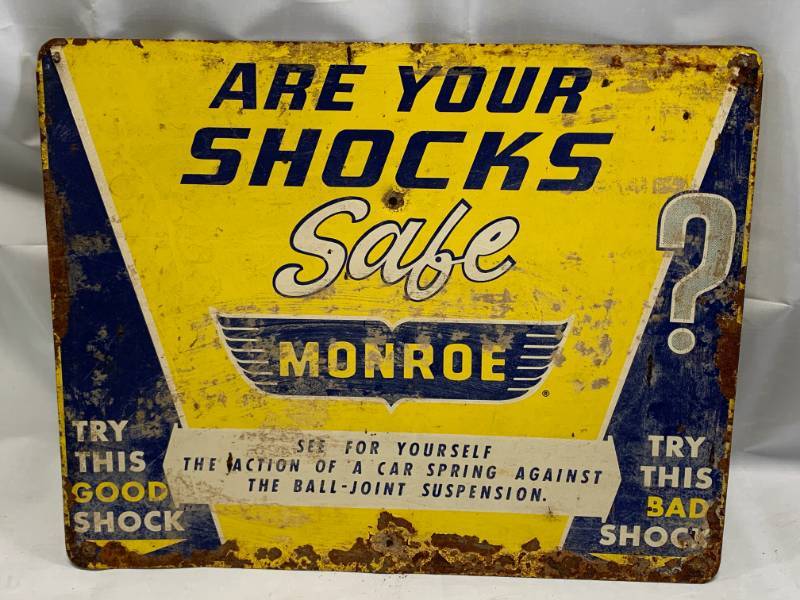 ARE YOUR
SHOCKS
Safe
?
MONROE
®
SEE FOR YOURSELF
THE ACTION OF A CAR SPRING AGAINST
THE BALL-JOINT SUSPENSION.
TRY
THIS
GOOD
SHOCK
TRY
THIS
BAD
SHOCK